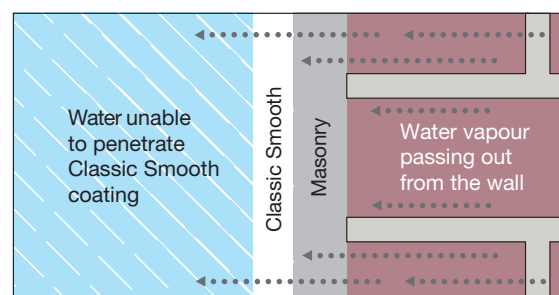 Water unable
to penetrate
Classic Smooth
coating
Classic Smooth
Masonry
Water vapour
passing out
from the wall